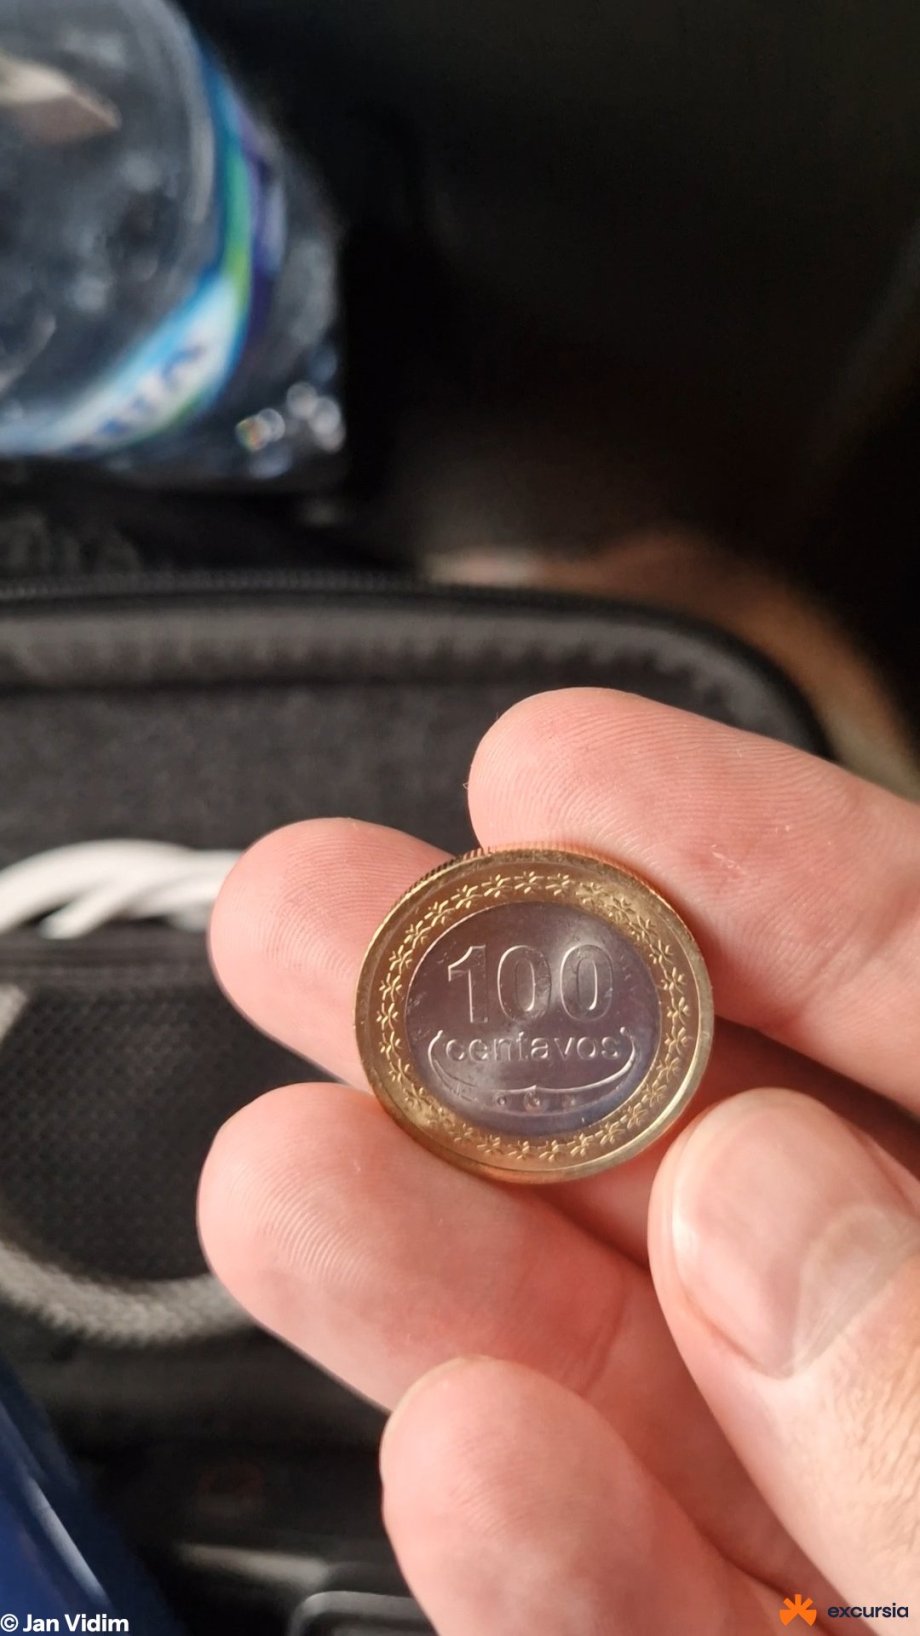 100
centavos
© Jan Vidim
excursia